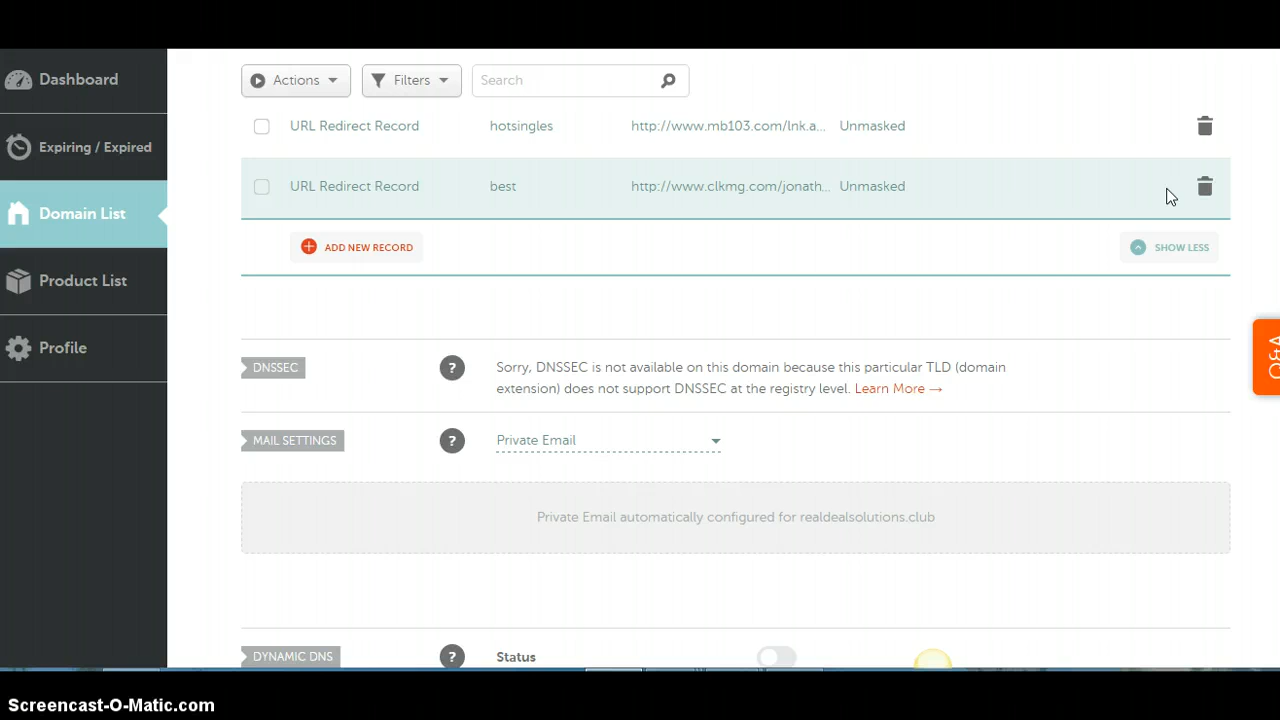 Dashboard
Expiring / Expired
Domain List
Product List
Profile
Actions Filters Search
URL Redirect Record hotsingles http://www.mb103.com/lnk.a... Unmasked
URL Redirect Record best http://www.clkmg.com/jonath... Unmasked
ADD NEW RECORD SHOW LESS
DNSSEC ? Sorry, DNSSEC is not available on this domain because this particular TLD (domain
extension) does not support DNSSEC at the registry level. Learn More →
MAIL SETTINGS ? Private Email
Private Email automatically configured for realdealsolutions.club
DYNAMIC DNS ? Status
Screencast-O-Matic.com